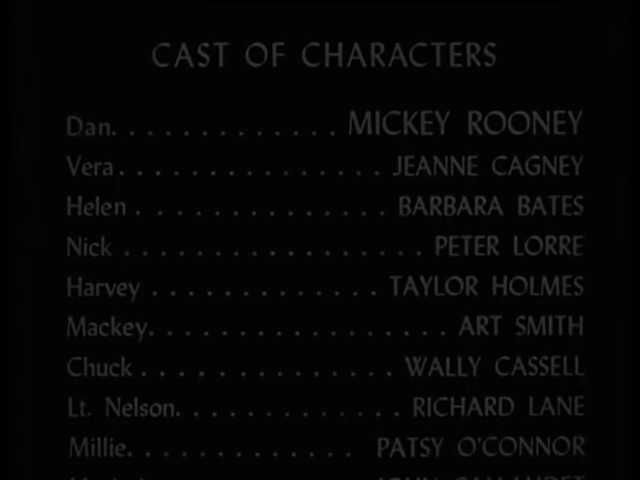 CAST OF CHARACTERS
Dan. . . . . . . . . . . . . MICKEY ROONEY
Vera . . . . . . . . . . . . . . . . JEANNE CAGNEY
Helen . . . . . . . . . . . . . . . BARBARA BATES
Nick . . . . . . . . . . . . . . . . . . PETER LORRE
Harvey . . . . . . . . . . . . . TAYLOR HOLMES
Mackey. . . . . . . . . . . . . . . . . . ART SMITH
Chuck . . . . . . . . . . . . . . . WALLY CASSELL
Lt. Nelson. . . . . . . . . . . . . RICHARD LANE
Millie. . . . . . . . . . . . . PATSY O'CONNOR